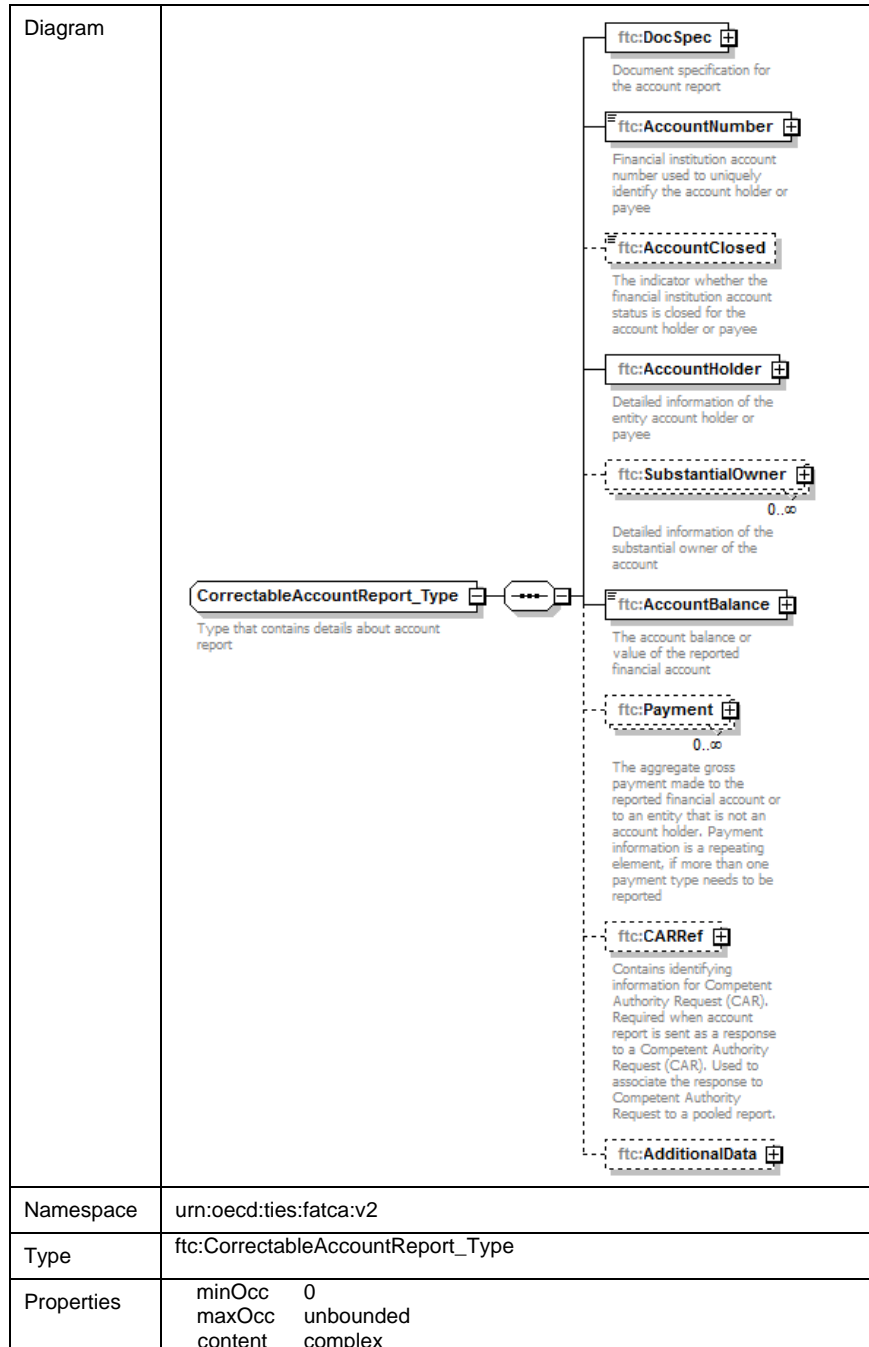 Diagram
ftc:DocSpec
Document specification for
the account report
ftc:AccountNumber
Financial institution account
number used to uniquely
identify the account holder or
payee
ftc:AccountClosed
The indicator whether the
financial institution account
status is closed for the
account holder or payee
ftc:AccountHolder
Detailed information of the
entity account holder or
payee
ftc:SubstantialOwner
0..∞
Detailed information of the
substantial owner of the
account
CorrectableAccountReport_Type
Type that contains details about account
report
ftc:AccountBalance
The account balance or
value of the reported
financial account
ftc:Payment
0..∞
The aggregate gross
payment made to the
reported financial account or
to an entity that is not an
account holder. Payment
information is a repeating
element, if more than one
payment type needs to be
reported
ftc:CARRef
Contains identifying
information for Competent
Authority Request (CAR).
Required when account
report is sent as a response
to a Competent Authority
Request (CAR). Used to
associate the response to
Competent Authority
Request to a pooled report.
ftc:AdditionalData
Namespace urn:oecd:ties:fatca:v2
Type ftc:CorrectableAccountReport_Type
Properties minOcc 0
maxOcc unbounded
content complex